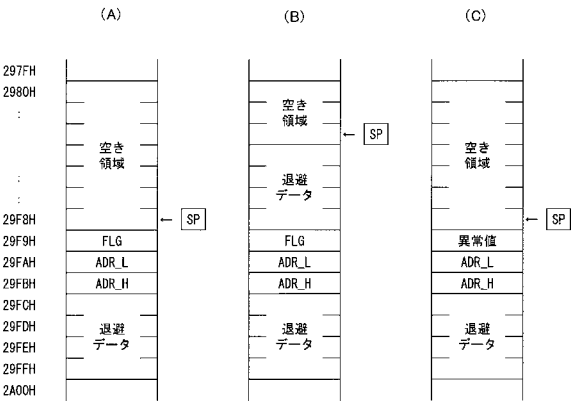 (A) (B) (C)
297FH
2980H
:
:
:
29F8H
29F9H
29FAH
29FBH
29FCH
29FDH
29FEH
29FFH
2A00H
空き
領域
SP
FLG
ADR_L
ADR_H
退避
データ
空き
領域
SP
退避
データ
FLG
ADR_L
ADR_H
退避
データ
空き
領域
SP
異常値
ADR_L
ADR_H
退避
データ